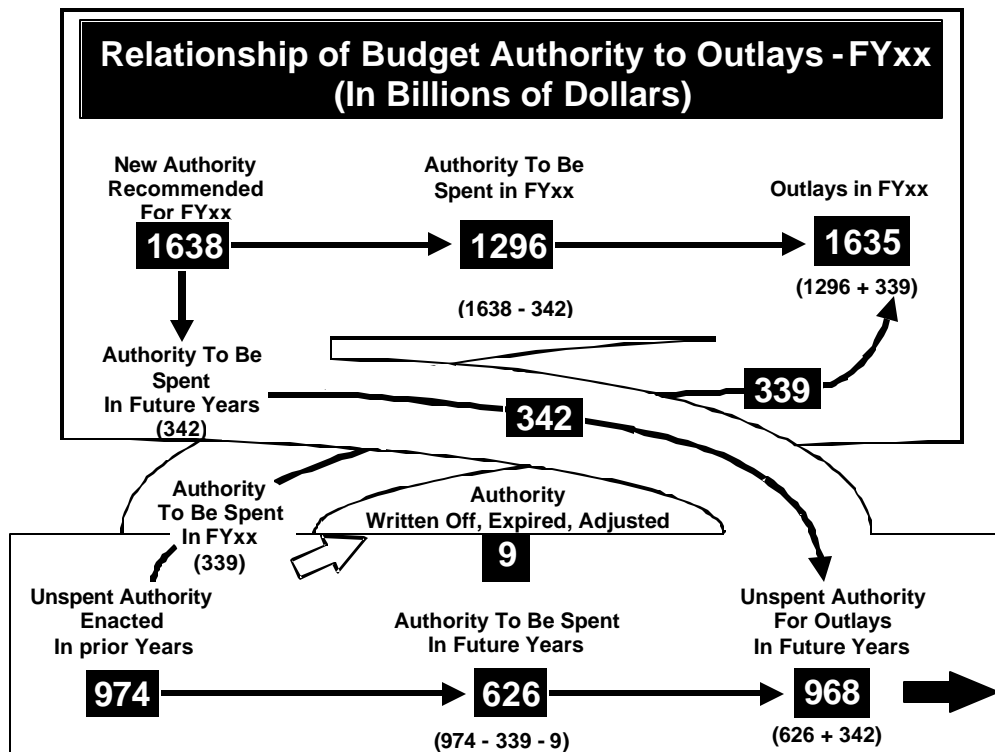 Relationship of Budget Authority to Outlays - FYxx
(In Billions of Dollars)
New Authority
Recommended
For FYxx
1638
Authority To Be
Spent in FYxx
1296
(1638 - 342)
Outlays in FYxx
1635
(1296 + 339)
Authority To Be
Spent
In Future Years
(342)
342
339
Authority
To Be Spent
In FYxx
(339)
Authority
Written Off, Expired, Adjusted
9
Unspent Authority
Enacted
In prior Years
974
Authority To Be Spent
In Future Years
626
(974 - 339 - 9)
Unspent Authority
For Outlays
In Future Years
968
(626 + 342)